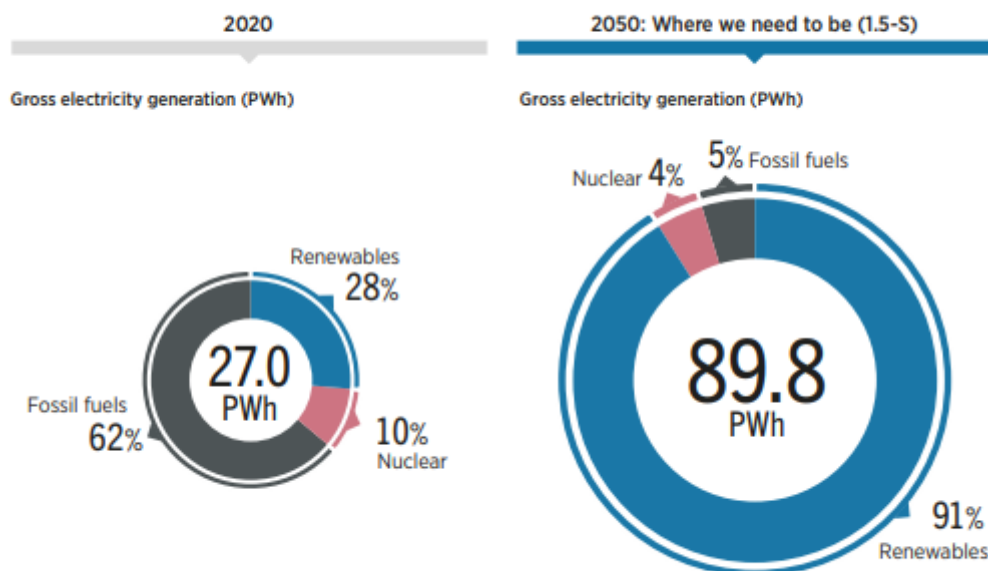 2020
Gross electricity generation (PWh)
Renewables
28%
27.0
PWh
Fossil fuels
62%
10%
Nuclear
2050: Where we need to be (1.5-S)
Gross electricity generation (PWh)
Nuclear 4%
5% Fossil fuels
89.8
PWh
91%
Renewables